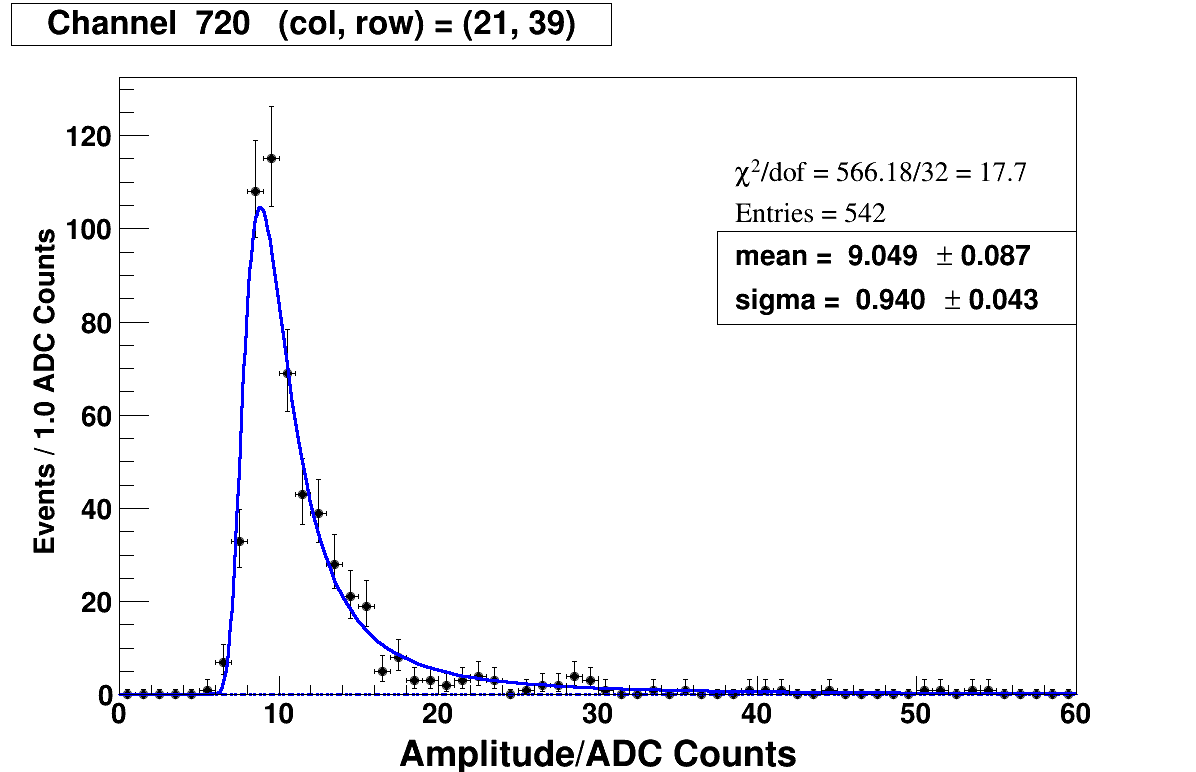 Channel 720 (col, row) = (21, 39)
χ²/dof = 566.18/32 = 17.7
Entries = 542
mean = 9.049 ± 0.087
sigma = 0.940 ± 0.043
Events / 1.0 ADC Counts
120
100
80
60
40
20
0
0 10 20 30 40 50 60
Amplitude/ADC Counts